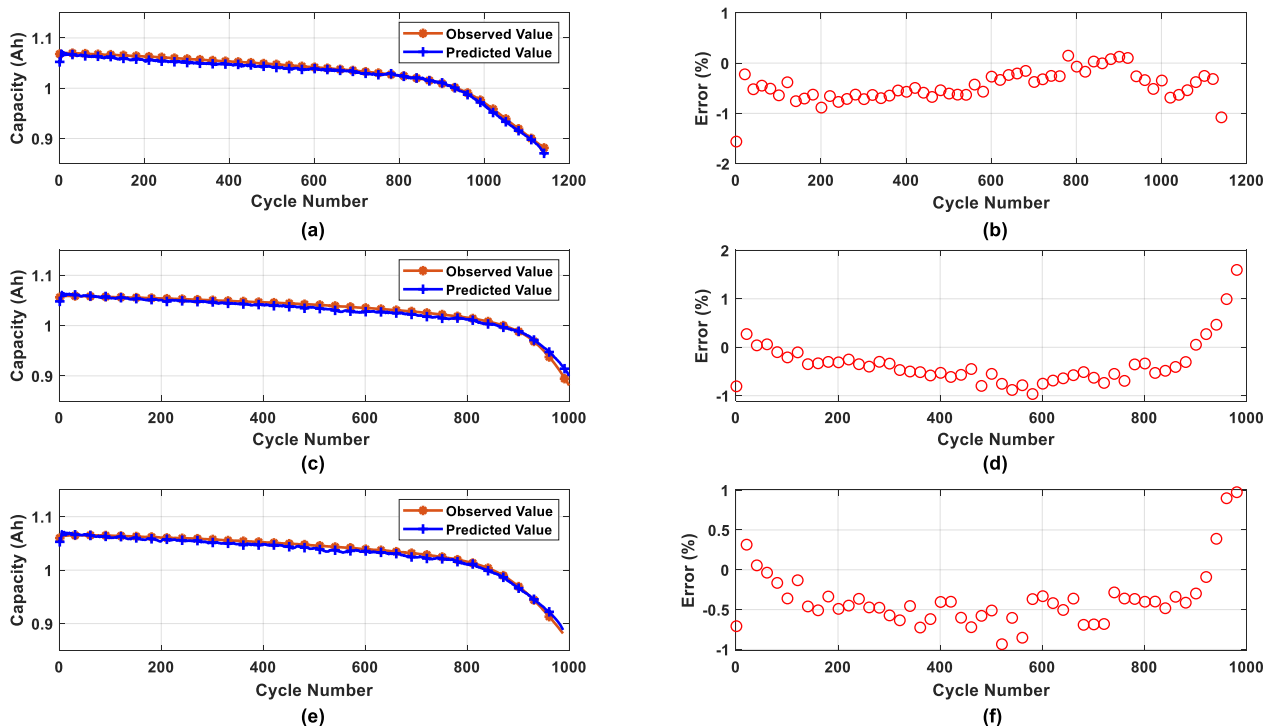 Capacity (Ah)
1.1
1
0.9
Observed Value
Predicted Value
0 200 400 600 800 1000 1200
Cycle Number
(a)
Error (%)
1
0
-1
-2
0 200 400 600 800 1000 1200
Cycle Number
(b)
Capacity (Ah)
1.1
1
0.9
Observed Value
Predicted Value
0 200 400 600 800 1000
Cycle Number
(c)
Error (%)
2
1
0
-1
0 200 400 600 800 1000
Cycle Number
(d)
Capacity (Ah)
1.1
1
0.9
Observed Value
Predicted Value
0 200 400 600 800 1000
Cycle Number
(e)
Error (%)
1
0.5
0
-0.5
-1
0 200 400 600 800 1000
Cycle Number
(f)